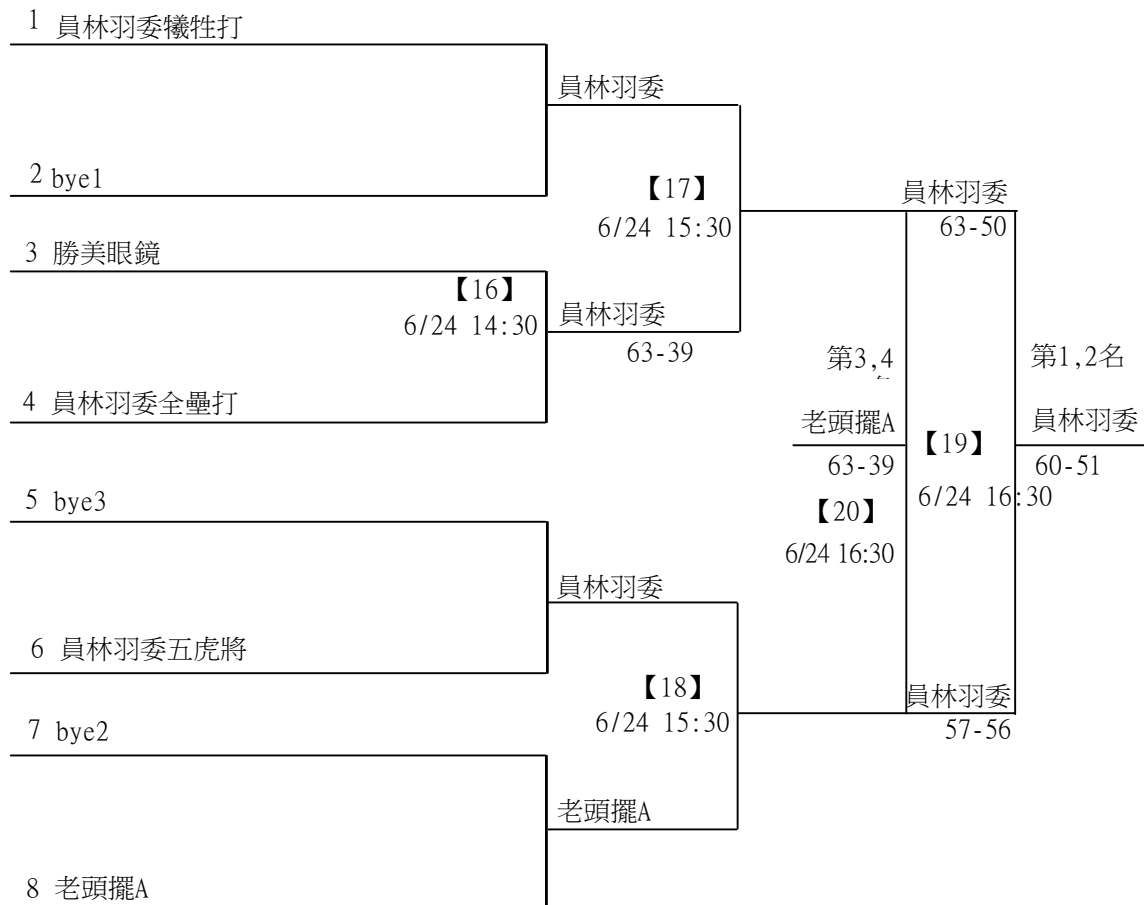 1 員林羽委犧牲打
員林羽委
2 bye1
【17】
員林羽委
6/24 15:30
63-50
3 勝美眼鏡
【16】
員林羽委
6/24 14:30
63-39
第3,4
第1,2名
4 員林羽委全壘打
老頭擺A
【19】
員林羽委
63-39
60-51
5 bye3
6/24 16:30
【20】
6/24 16:30
員林羽委
6 員林羽委五虎將
【18】
員林羽委
6/24 15:30
57-56
7 bye2
老頭擺A
8 老頭擺A